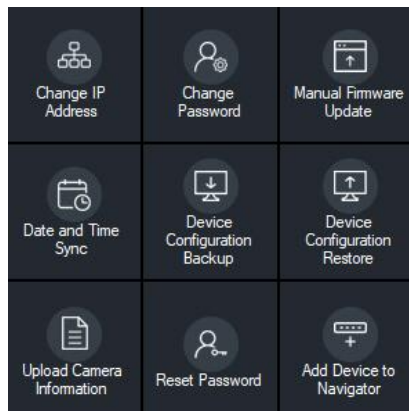 Change IP
Address
Change
Password
Manual Firmware
Update
Date and Time
Sync
Device
Configuration
Backup
Device
Configuration
Restore
Upload Camera
Information
Reset Password
Add Device to
Navigator